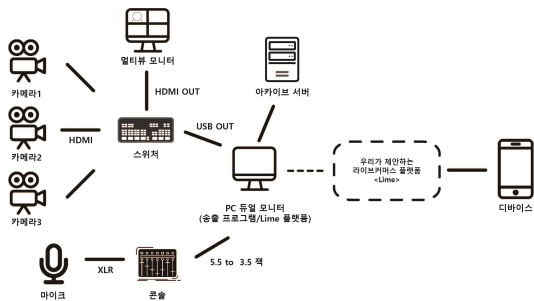 멀티뷰 모니터
카메라1
HDMI OUT
아카이브 서버
USB OUT
카메라2
HDMI
스위처
우리가 제안하는
라이브커머스 플랫폼
<Lime>
카메라3
PC 듀얼 모니터
(송출 프로그램/Lime 플랫폼)
디바이스
마이크
XLR
콘솔
5.5 to 3.5 잭